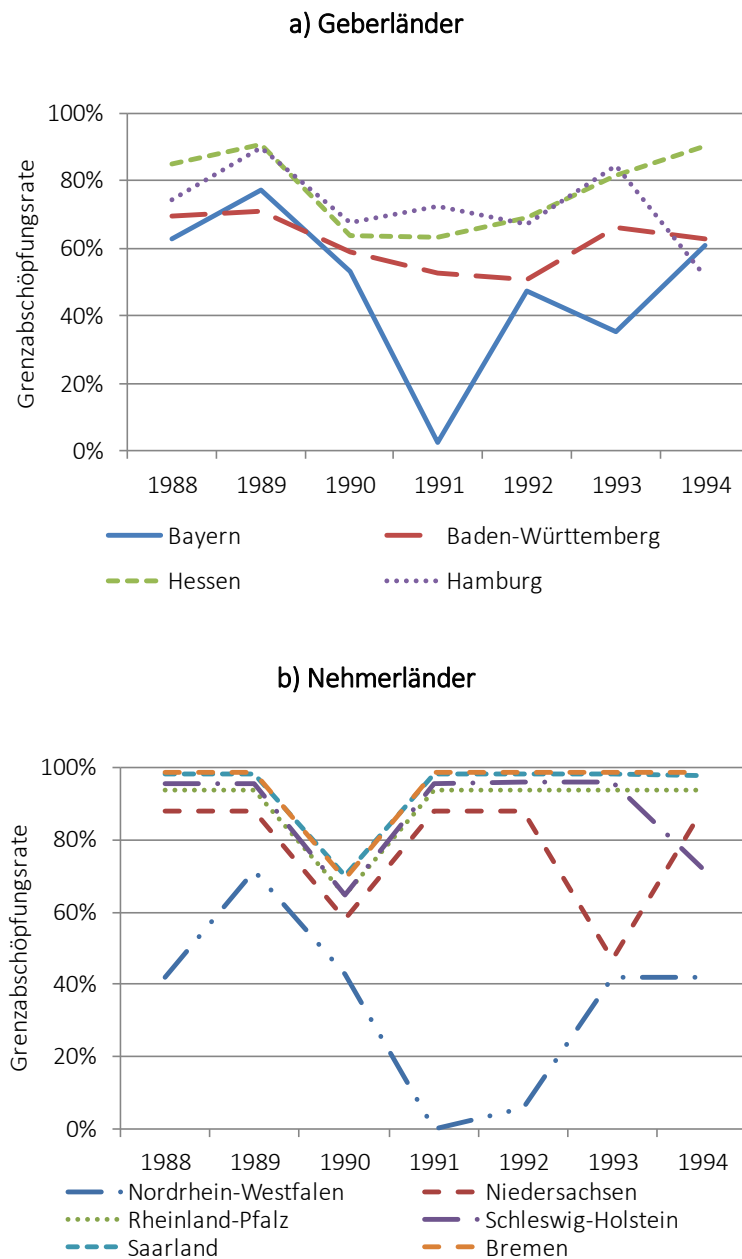 a) Geberländer
100%
80%
60%
40%
20%
0%
Grenzabschöpfungsrate
1988 1989 1990 1991 1992 1993 1994
Bayern Baden-Württemberg
Hessen Hamburg
b) Nehmerländer
100%
80%
60%
40%
20%
0%
Grenzabschöpfungsrate
1988 1989 1990 1991 1992 1993 1994
Nordrhein-Westfalen Niedersachsen
Rheinland-Pfalz Schleswig-Holstein
Saarland Bremen